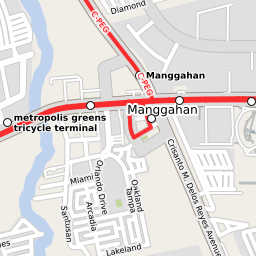 Diamond
C-PEG
Manggahan
metropolis greens
tricycle terminal
Manggahan
C-PEG
Crisanto M. Delos Reyes Avenue
Miami
Orlando Drive
Oakland
Tampa
Arcadia
Santusan
Lakeland